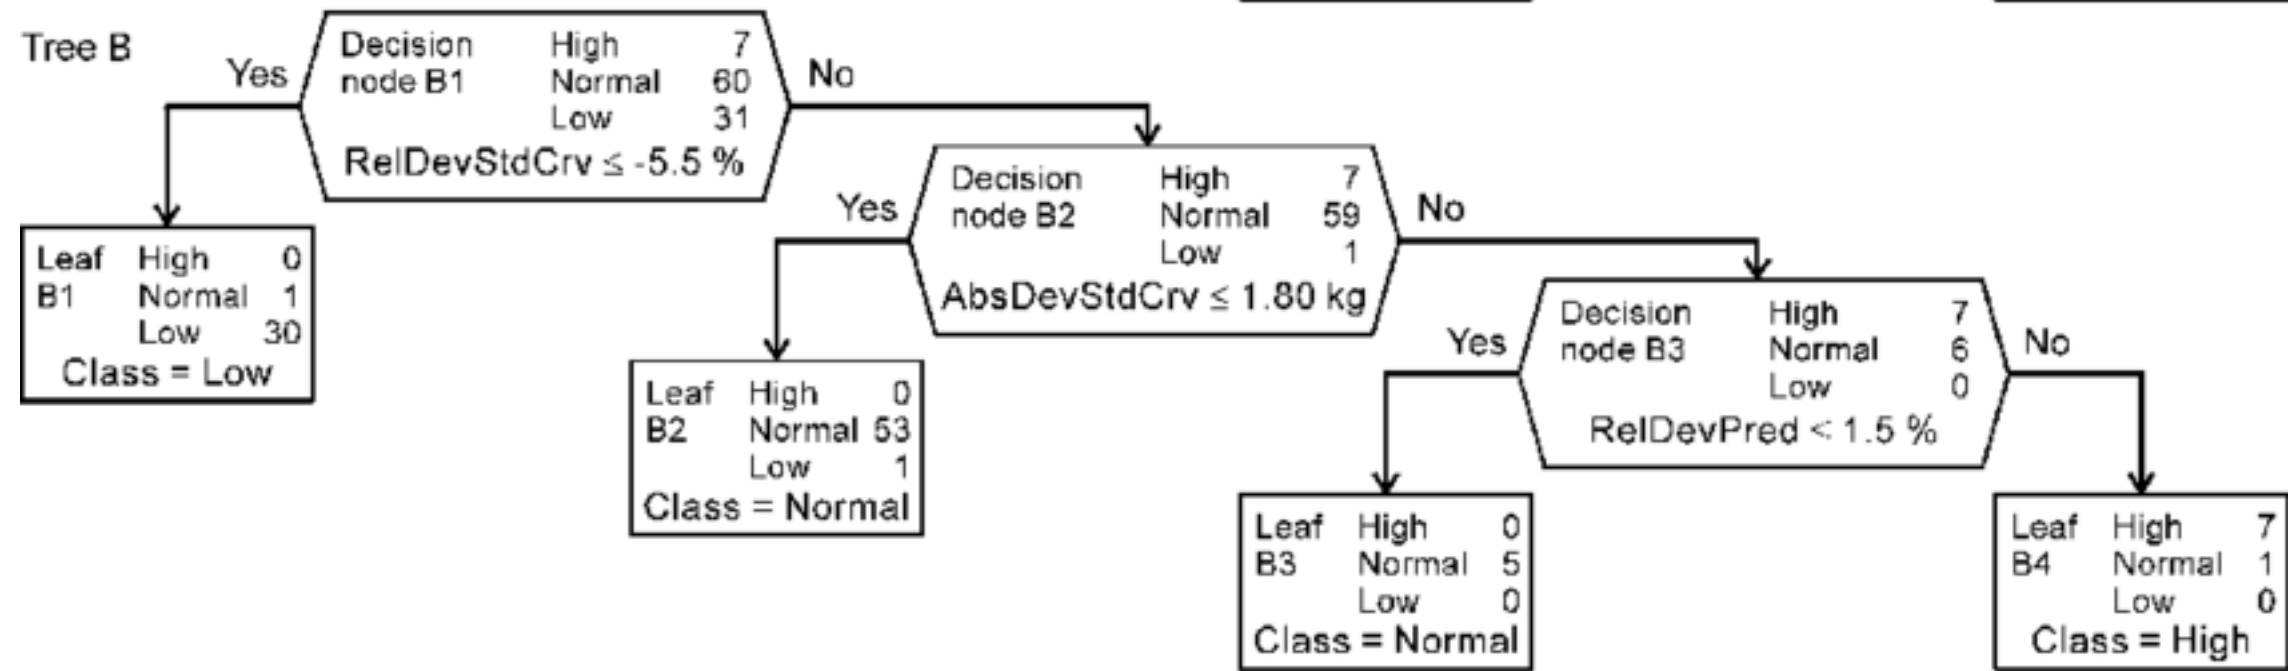 Tree B
Yes
Decision High 7
node B1 Normal 60
Low 31
RelDevStdCrv ≤ -5.5 %
No
Leaf High 0
B1 Normal 1
Low 30
Class = Low
Yes
Decision High 7
node B2 Normal 59
Low 1
AbsDevStdCrv ≤ 1.80 kg
No
Leaf High 0
B2 Normal 53
Low 1
Class = Normal
Yes
Decision High 7
node B3 Normal 6
Low 0
RelDevPred < 1.5 %
No
Leaf High 0
B3 Normal 5
Low 0
Class = Normal
Leaf High 7
B4 Normal 1
Low 0
Class = High